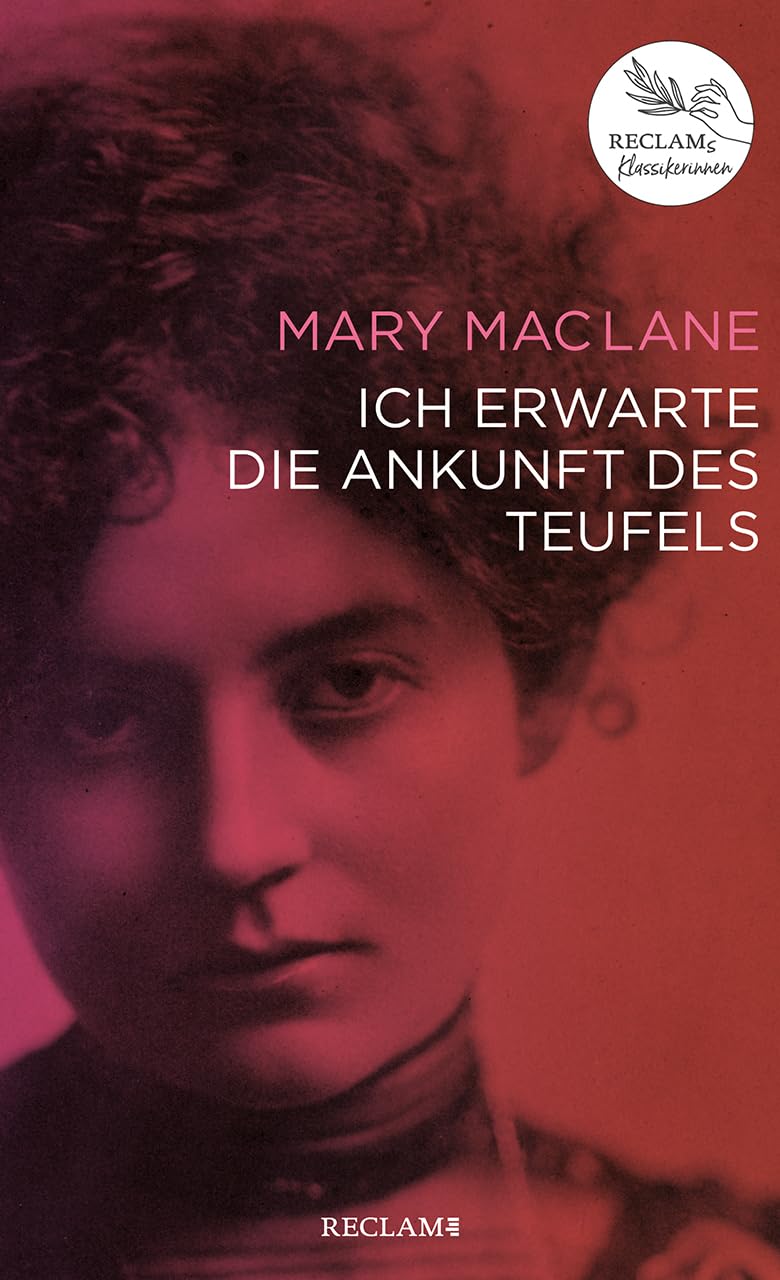 RECLAMs
Klassikerinnen
MARY MACLANE
ICH ERWARTE
DIE ANKUNFT DES
TEUFELS
RECLAM